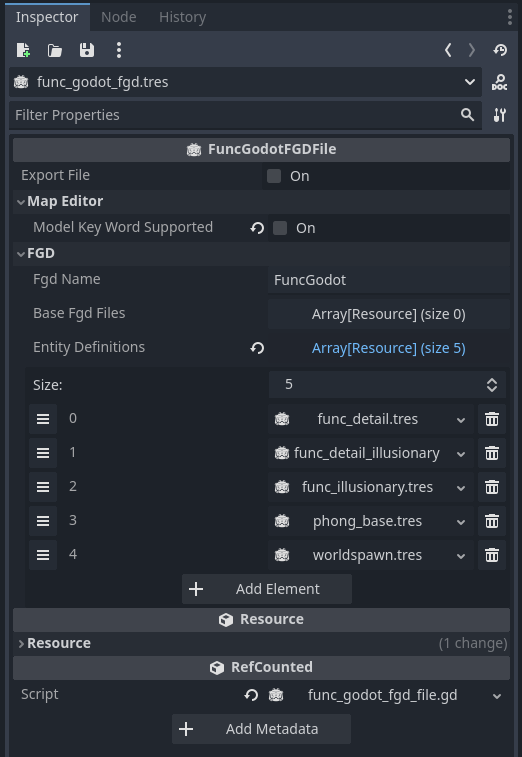 Inspector Node History
func_godot_fgd.tres
DOC
Filter Properties
FuncGodotFGDFile
Export File On
Map Editor
Model Key Word Supported On
FGD
Fgd Name FuncGodot
Base Fgd Files Array[Resource] (size 0)
Entity Definitions Array[Resource] (size 5)
Size: 5
0 func_detail.tres
1 func_detail_illusionary
2 func_illusionary.tres
3 phong_base.tres
4 worldspawn.tres
Add Element
Resource
Resource (1 change)
RefCounted
Script func_godot_fgd_file.gd
Add Metadata